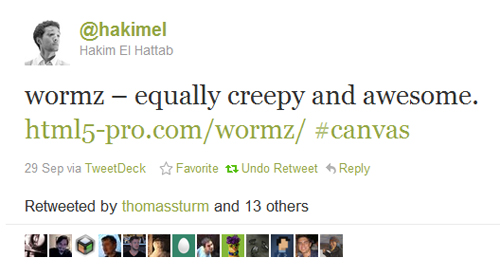 @hakimel
Hakim El Hattab
wormz – equally creepy and awesome.
html5-pro.com/wormz/ #canvas
29 Sep via TweetDeck Favorite Undo Retweet Reply
Retweeted by thomassturm and 13 others